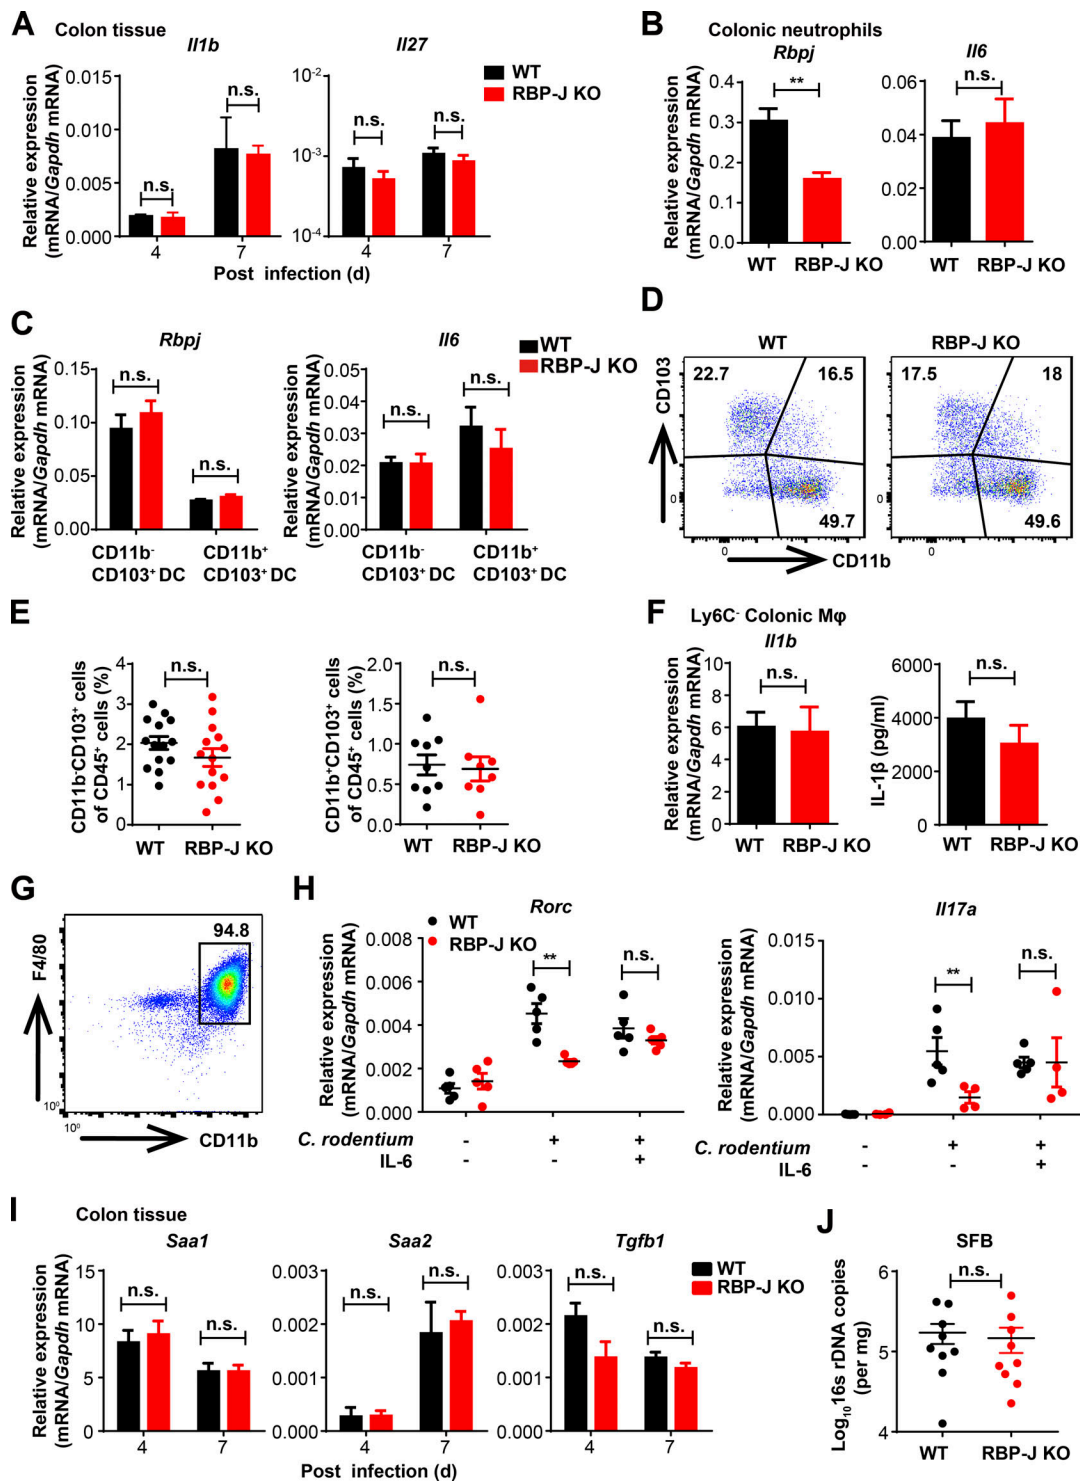 A
Colon tissue
Il1b
Il27
Relative expression
(mRNA/Gapdh mRNA)
0.015
0.010
0.005
0.000
n.s.
n.s.
4
7
10⁻²
10⁻³
10⁻⁴
n.s.
n.s.
4
7
Post infection (d)
WT
RBP-J KO
B
Colonic neutrophils
Rbpj
Il6
Relative expression
(mRNA/Gapdh mRNA)
0.4
0.3
0.2
0.1
0.0
**
WT
RBP-J KO
0.06
0.04
0.02
0.00
n.s.
WT
RBP-J KO
C
Rbpj
Il6
WT
RBP-J KO
Relative expression
(mRNA/Gapdh mRNA)
0.15
0.10
0.05
0.00
n.s.
n.s.
CD11b⁻
CD103⁺ DC
CD11b⁺
CD103⁺ DC
Relative expression
(mRNA/Gapdh mRNA)
0.05
0.04
0.03
0.02
0.01
0.00
n.s.
n.s.
CD11b⁻
CD103⁺ DC
CD11b⁺
CD103⁺ DC
D
WT
RBP-J KO
CD103
22.7
16.5
49.7
0
0
17.5
18
49.6
0
0
CD11b
E
CD11b⁻CD103⁺ cells
of CD45⁺ cells (%)
4
3
2
1
0
n.s.
WT
RBP-J KO
CD11b⁺CD103⁺ cells
of CD45⁺ cells (%)
2.0
1.5
1.0
0.5
0.0
n.s.
WT
RBP-J KO
F
Ly6C⁻ Colonic Mφ
Il1b
Relative expression
(mRNA/Gapdh mRNA)
8
6
4
2
0
n.s.
WT
RBP-J KO
IL-1β (pg/ml)
6000
4000
2000
0
n.s.
WT
RBP-J KO
G
F4/80
94.8
10⁰
10⁰
CD11b
H
Rorc
WT
RBP-J KO
Relative expression
(mRNA/Gapdh mRNA)
0.008
0.006
0.004
0.002
0.000
**
n.s.
C. rodentium - + +
IL-6 - - +
Il17a
Relative expression
(mRNA/Gapdh mRNA)
0.015
0.010
0.005
0.000
**
n.s.
C. rodentium - + +
IL-6 - - +
I
Colon tissue
Saa1
Saa2
Tgfb1
WT
RBP-J KO
Relative expression
(mRNA/Gapdh mRNA)
15
10
5
0
n.s.
n.s.
4
7
0.003
0.002
0.001
0.000
n.s.
n.s.
4
7
0.003
0.002
0.001
0.000
n.s.
n.s.
4
7
Post infection (d)
J
SFB
Log₁₀ 16s rDNA copies
(per mg)
6
5
4
n.s.
WT
RBP-J KO